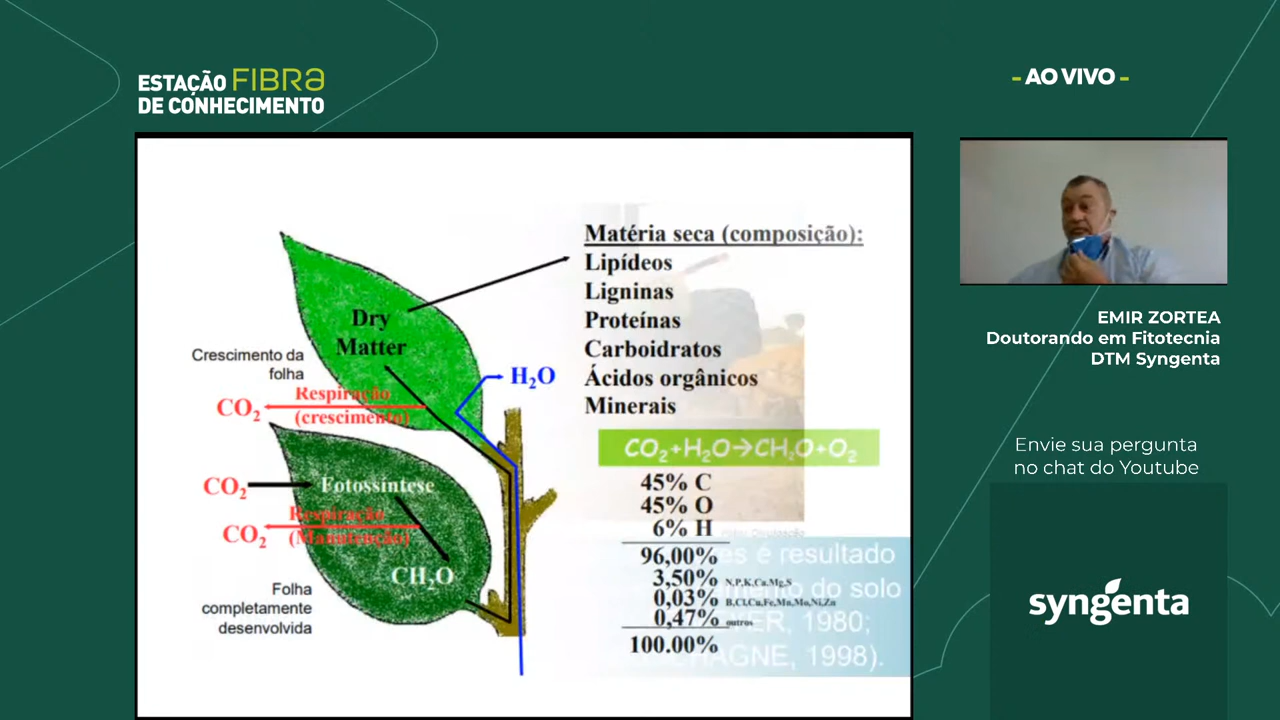 ESTAÇÃO FIBRA
DE CONHECIMENTO
- AO VIVO -
Matéria seca (composição):
Lipídeos
Ligninas
Proteínas
Carboidratos
Ácidos orgânicos
Minerais
Dry
Matter
Crescimento da
folha
H₂O
Respiração
(crescimento)
CO₂
CO₂
Fotossíntese
Respiração
(Manutenção)
CO₂
CH₂O
Folha
completamente
desenvolvida
CO₂+H₂O→CH₂O+O₂
45% C
45% O
6% H
96,00%
3,50% N,P,K,Ca,Mg,S
0,03% B,Cl,Cu,Fe,Mn,Mo,Ni,Zn
0,47% outros
100.00%
é resultado
do solo
1980;
1998).
EMIR ZORTEA
Doutorando em Fitotecnia
DTM Syngenta
Envie sua pergunta
no chat do Youtube
syngenta